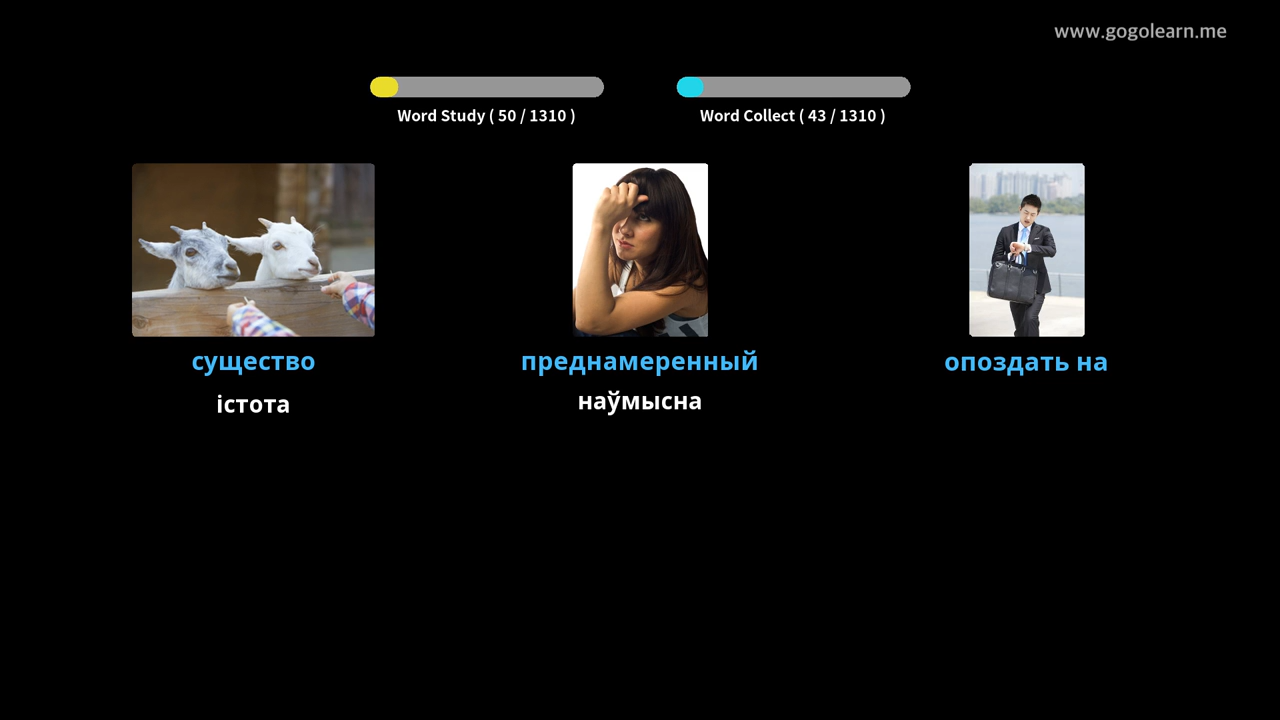 www.gogolearn.me
Word Study ( 50 / 1310 )
Word Collect ( 43 / 1310 )
существо
преднамеренный
опоздать на
істота
наўмысна